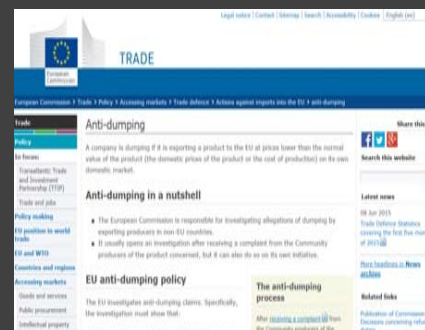 Legal notice | Contact | Sitemap | Search | Accessibility | Cookies English (en)
European
Commission
TRADE
European Commission > Trade > Policy > Accessing markets > Trade defence > Actions against imports into the EU > anti-dumping
Trade
Policy
In focus:
Transatlantic Trade
and Investment
Partnership (TTIP)
Trade and jobs
Policy making
EU position in world
trade
EU and WTO
Countries and regions
Accessing markets
Goods and services
Public procurement
Intellectual property
Anti-dumping
A company is dumping if it is exporting a product to the EU at prices lower than the normal
value of the product (the domestic prices of the product or the cost of production) on its own
domestic market.
Anti-dumping in a nutshell
The European Commission is responsible for investigating allegations of dumping by
exporting producers in non-EU countries.
It usually opens an investigation after receiving a complaint from the Community
producers of the product concerned, but it can also do so on its own initiative.
EU anti-dumping policy
The EU investigates anti-dumping claims. Specifically,
the investigation must show that:
The anti-dumping
process
After receiving a complaint from
the Community producers of the
Share this
Search this website
Latest news
08 Jun 2015
Trade Defence Statistics
covering the first five
of 2015
More headlines in News
archives
Related links
Publication of Commission
Decisions concerning